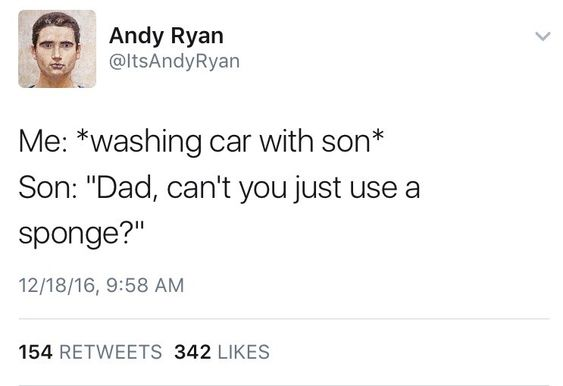 Andy Ryan
@ItsAndyRyan
Me: *washing car with son*
Son: "Dad, can't you just use a
sponge?"
12/18/16, 9:58 AM
154 RETWEETS 342 LIKES